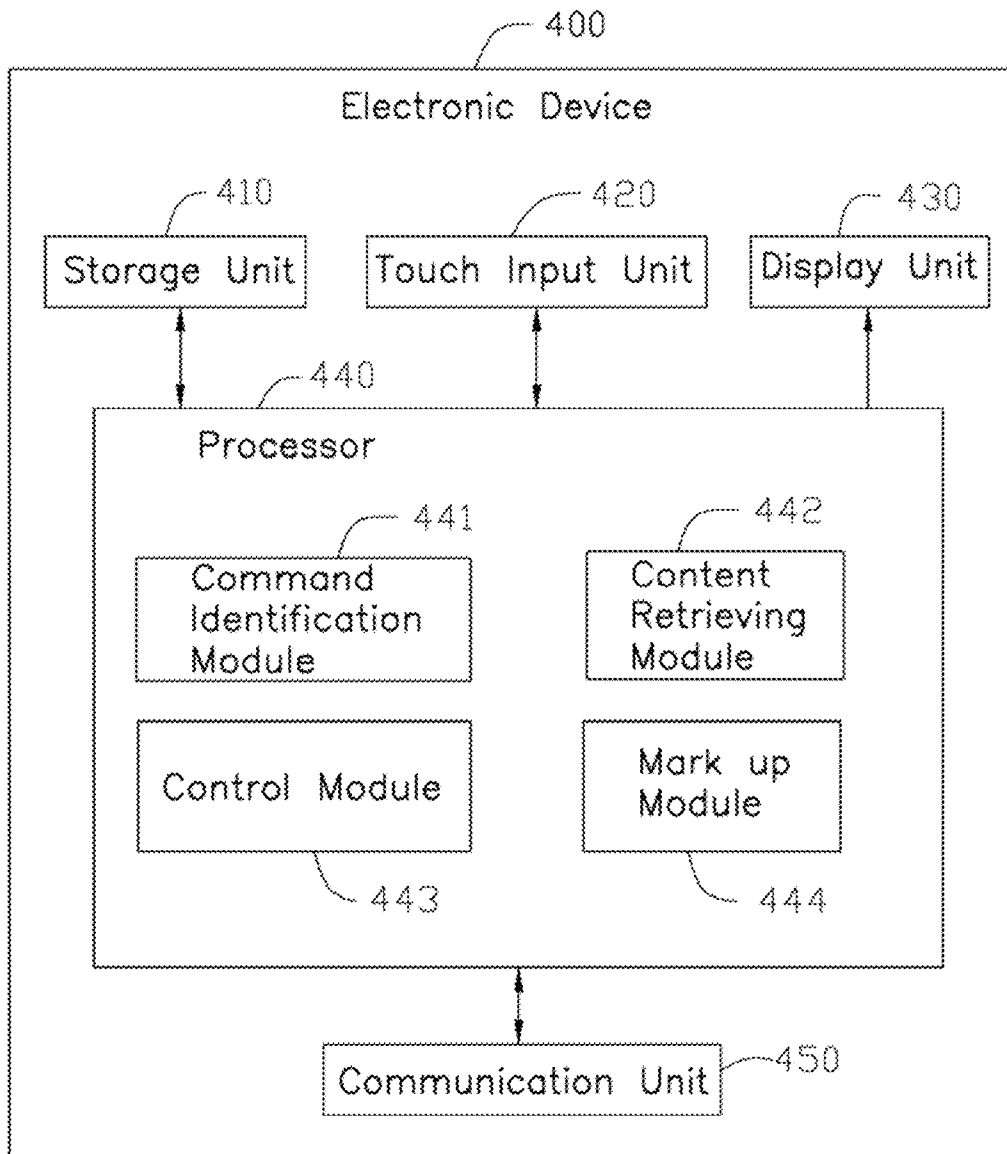 400
Electronic Device
410
420
430
Storage Unit
Touch Input Unit
Display Unit
440
Processor
441
442
Command
Identification
Module
Content
Retrieving
Module
Control Module
Mark up
Module
443
444
Communication Unit
450